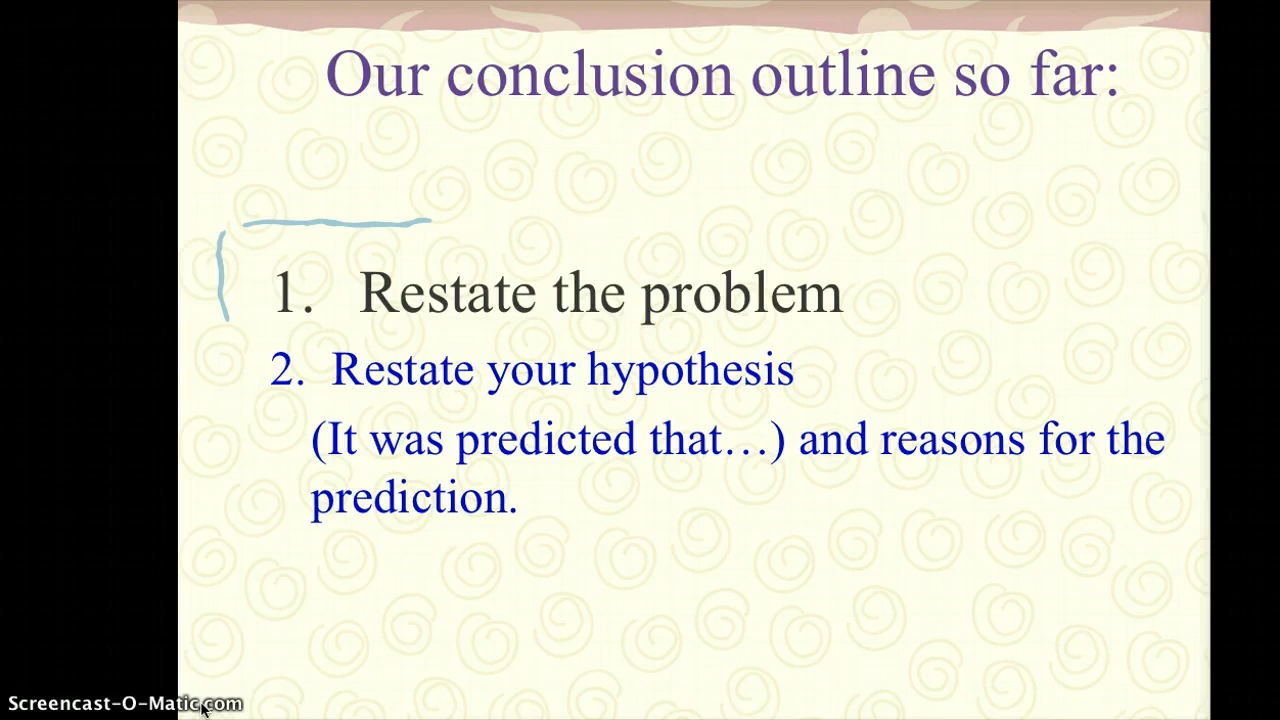 Our conclusion outline so far:
1. Restate the problem
2. Restate your hypothesis
(It was predicted that…) and reasons for the
prediction.
Screencast-O-Matic.com